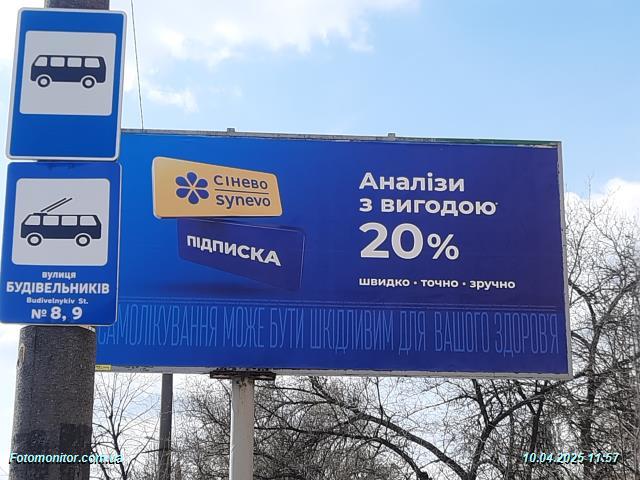 вулиця
БУДІВЕЛЬНИКІВ
Budivelnykiv St.
№ 8, 9
СІНЕВО
synevo
ПІДПИСКА
Аналізи
з вигодою*
20%
швидко • точно • зручно
САМОЛІКУВАННЯ МОЖЕ БУТИ ШКІДЛИВИМ ДЛЯ ВАШОГО ЗДОРОВ'Я
Fotomonitor.com.ua
10.04.2025 11:57